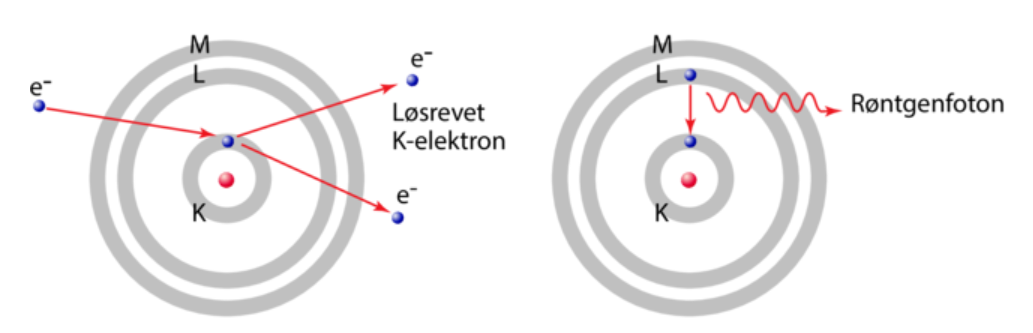 M
L
e⁻
e⁻
Løsrevet
K-elektron
e⁻
K
M
L
Røntgenfoton
K